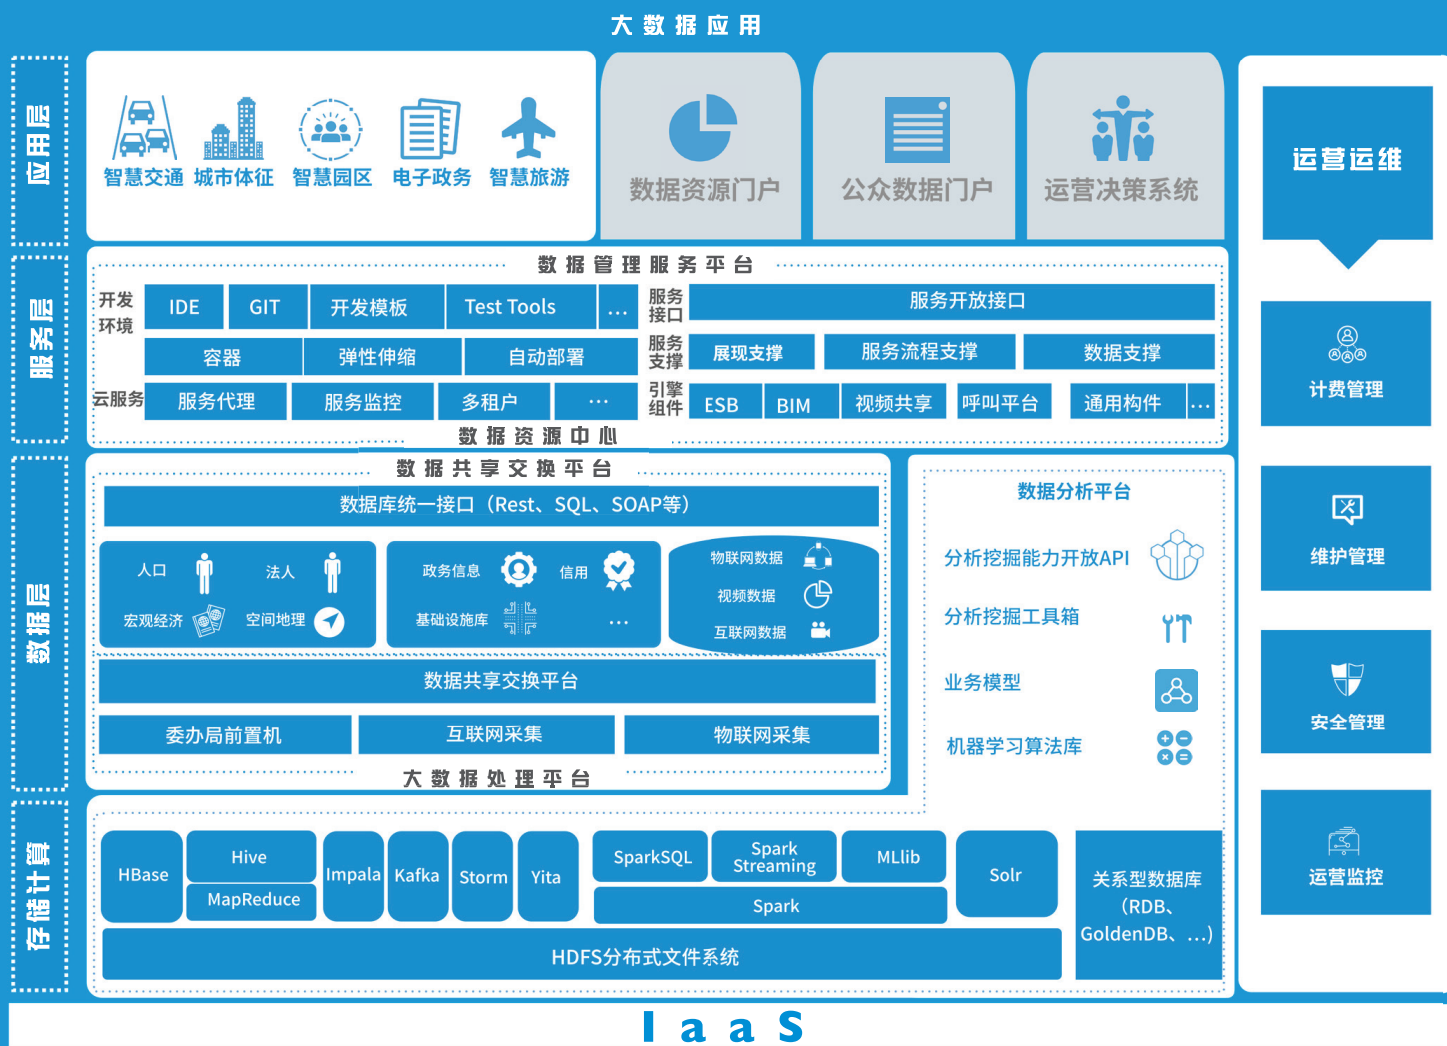 大数据应用
应用层
智慧交通
城市体征
智慧园区
电子政务
智慧旅游
数据资源门户
公众数据门户
运营决策系统
服务层
数据管理服务平台
开发
环境
IDE
GIT
开发模板
Test Tools
...
容器
弹性伸缩
自动部署
云服务
服务代理
服务监控
多租户
...
服务
接口
服务开放接口
服务
支撑
展现支撑
服务流程支撑
数据支撑
引擎
组件
ESB
BIM
视频共享
呼叫平台
通用构件
...
数据资源中心
数据层
数据共享交换平台
数据库统一接口（Rest、SQL、SOAP等）
人口
法人
宏观经济
空间地理
政务信息
信用
基础设施库
...
物联网数据
视频数据
互联网数据
数据共享交换平台
委办局前置机
互联网采集
物联网采集
数据分析平台
分析挖掘能力开放API
分析挖掘工具箱
业务模型
机器学习算法库
大数据处理平台
存储计算
HBase
Hive
MapReduce
Impala
Kafka
Storm
Yita
SparkSQL
Spark
Streaming
MLlib
Spark
Solr
关系型数据库
（RDB、
GoldenDB、...)
HDFS分布式文件系统
运营运维
计费管理
维护管理
安全管理
运营监控
IaaS